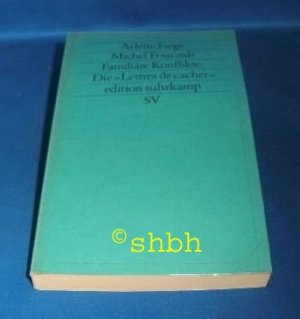 Arlette Farge
Michel Foucault
Familiäre Konflikte:
Die »Lettres de cachet«
edition suhrkamp
SV
© shbh